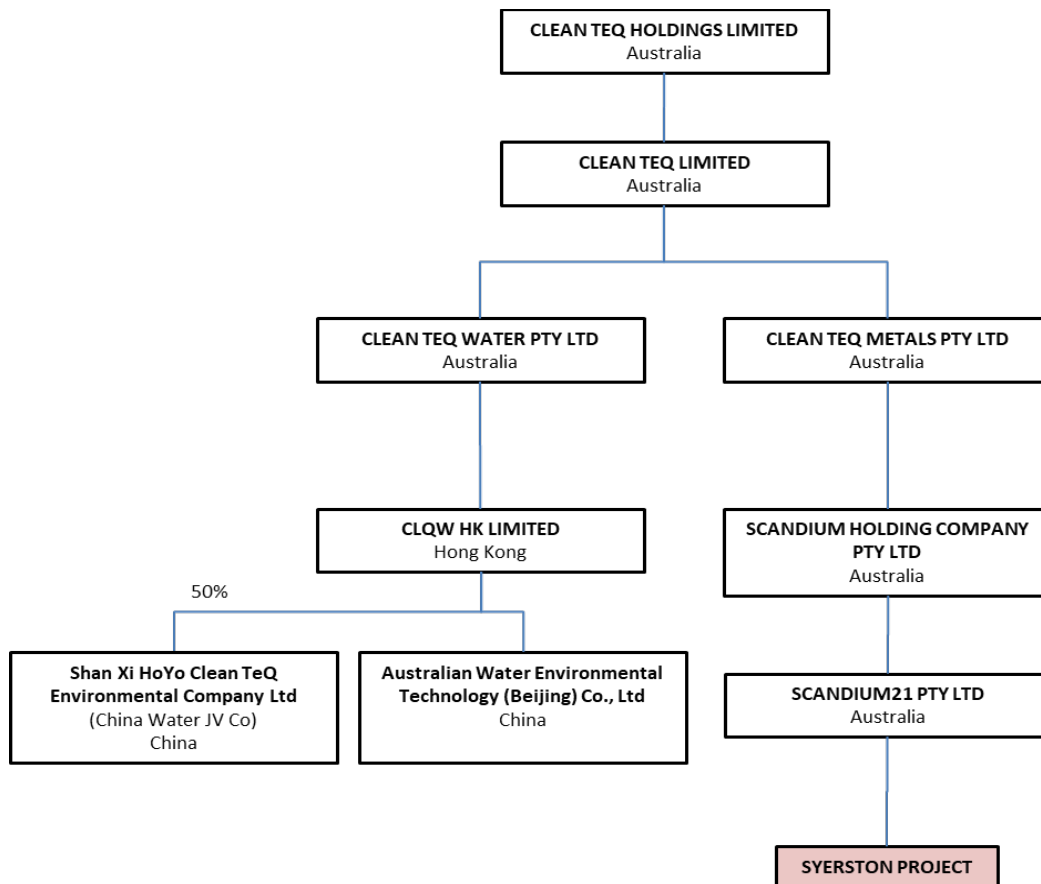 CLEAN TEQ HOLDINGS LIMITED
Australia
CLEAN TEQ LIMITED
Australia
CLEAN TEQ WATER PTY LTD
Australia
CLEAN TEQ METALS PTY LTD
Australia
CLQW HK LIMITED
Hong Kong
SCANDIUM HOLDING COMPANY
PTY LTD
Australia
50%
Shan Xi HoYo Clean TeQ
Environmental Company Ltd
(China Water JV Co)
China
Australian Water Environmental
Technology (Beijing) Co., Ltd
China
SCANDIUM21 PTY LTD
Australia
SYERSTON PROJECT